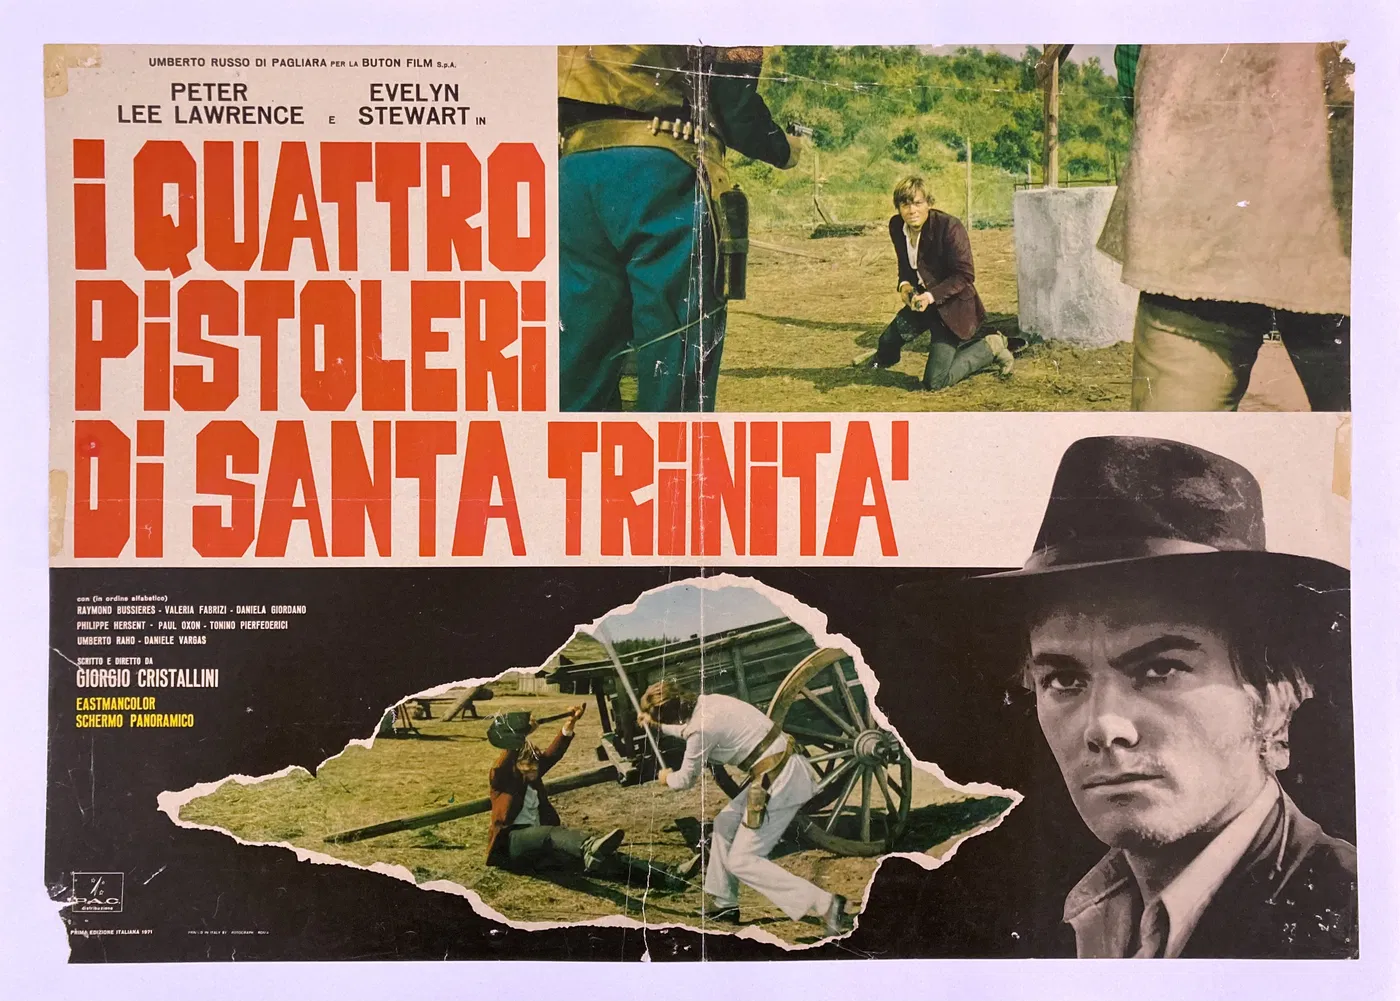 UMBERTO RUSSO DI PAGLIARA PER LA BUTON FILM S.p.A.
PETER LEE LAWRENCE E EVELYN STEWART IN
I QUATTRO
PISTOLERI
DI SANTA TRINITA'
con (in ordine alfabetico)
RAYMOND BUSSIERES - VALERIA FABRIZI - DANIELA GIORDANO
PHILIPPE HERSENT - PAUL OXON - TONINO PIERFEDERICI
UMBERTO RAHO - DANIELE VARGAS
SCRITTO E DIRETTO DA
GIORGIO CRISTALLINI
EASTMANCOLOR
SCHERMO PANORAMICO
P.A.C.
distribuzione
PRIMA EDIZIONE ITALIANA 1971